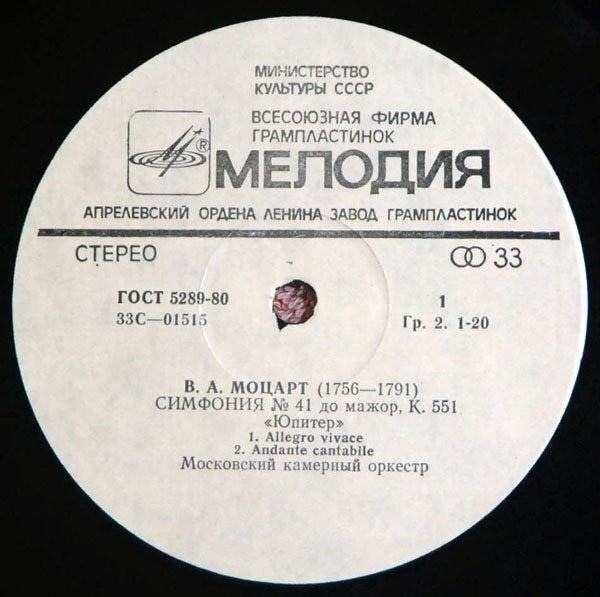 МИНИСТЕРСТВО
КУЛЬТУРЫ СССР
ВСЕСОЮЗНАЯ ФИРМА
ГРАМПЛАСТИНОК
® МЕЛОДИЯ
АПРЕЛЕВСКИЙ ОРДЕНА ЛЕНИНА ЗАВОД ГРАМПЛАСТИНОК
СТЕРЕО 33
ГОСТ 5289-80 1
33С—01515 Гр. 2. 1-20
В. А. МОЦАРТ (1756—1791)
СИМФОНИЯ № 41 до мажор, К. 551
«Юпитер»
1. Allegro vivace
2. Andante cantabile
Московский камерный оркестр